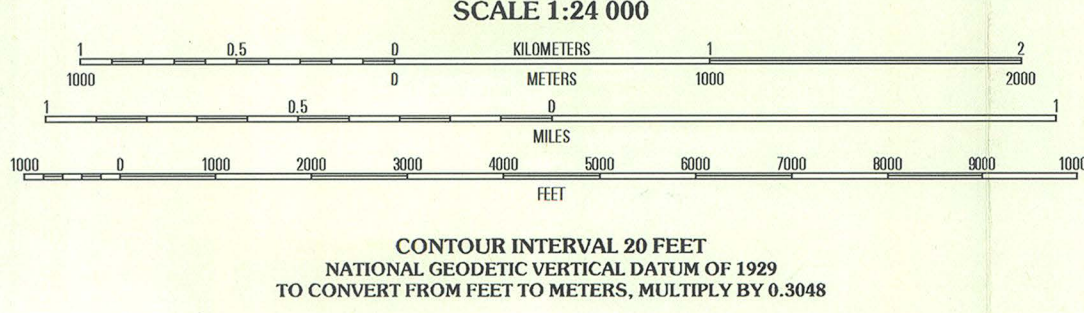 SCALE 1:24 000
1 0.5 0 KILOMETERS 1 2
1000 0 METERS 1000 2000
1 0.5 0 1
MILES
1000 0 1000 2000 3000 4000 5000 6000 7000 8000 9000 1000
FEET
CONTOUR INTERVAL 20 FEET
NATIONAL GEODETIC VERTICAL DATUM OF 1929
TO CONVERT FROM FEET TO METERS, MULTIPLY BY 0.3048